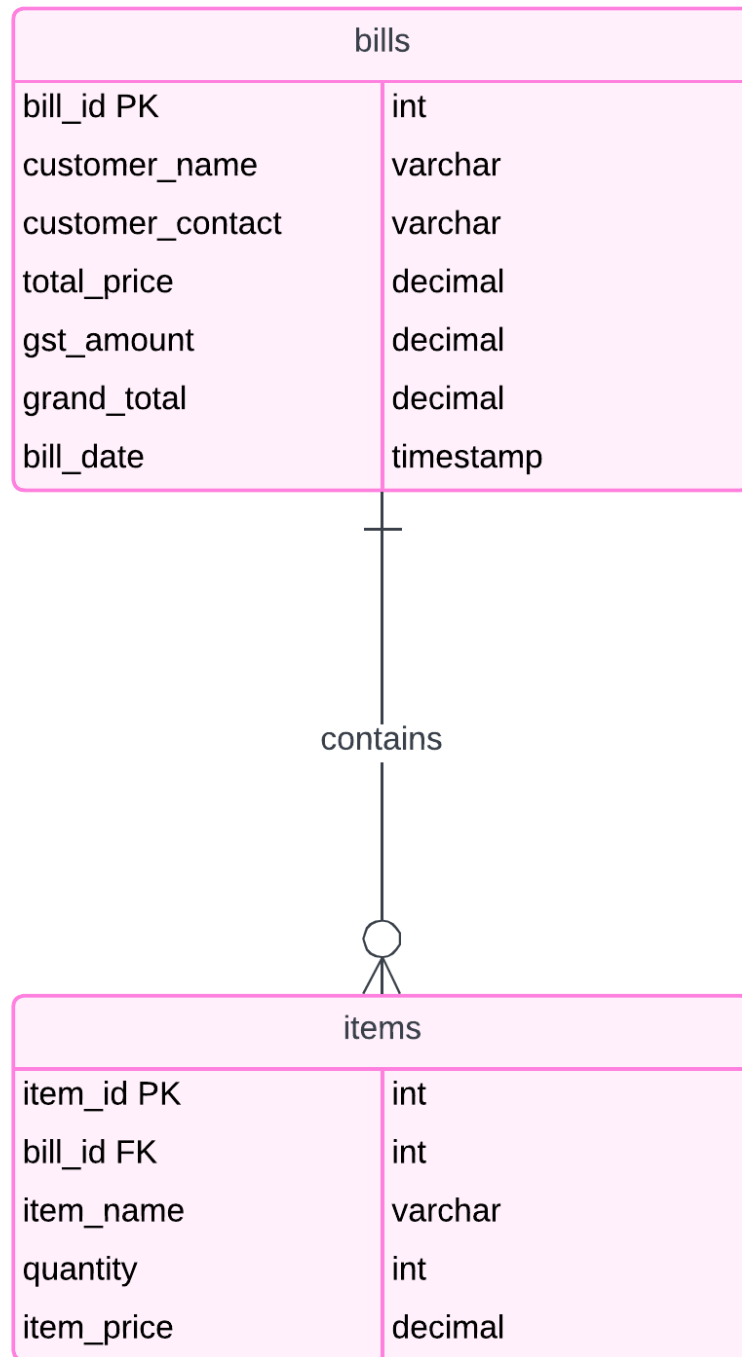 bills
bill_id PK int
customer_name varchar
customer_contact varchar
total_price decimal
gst_amount decimal
grand_total decimal
bill_date timestamp
contains
items
item_id PK int
bill_id FK int
item_name varchar
quantity int
item_price decimal